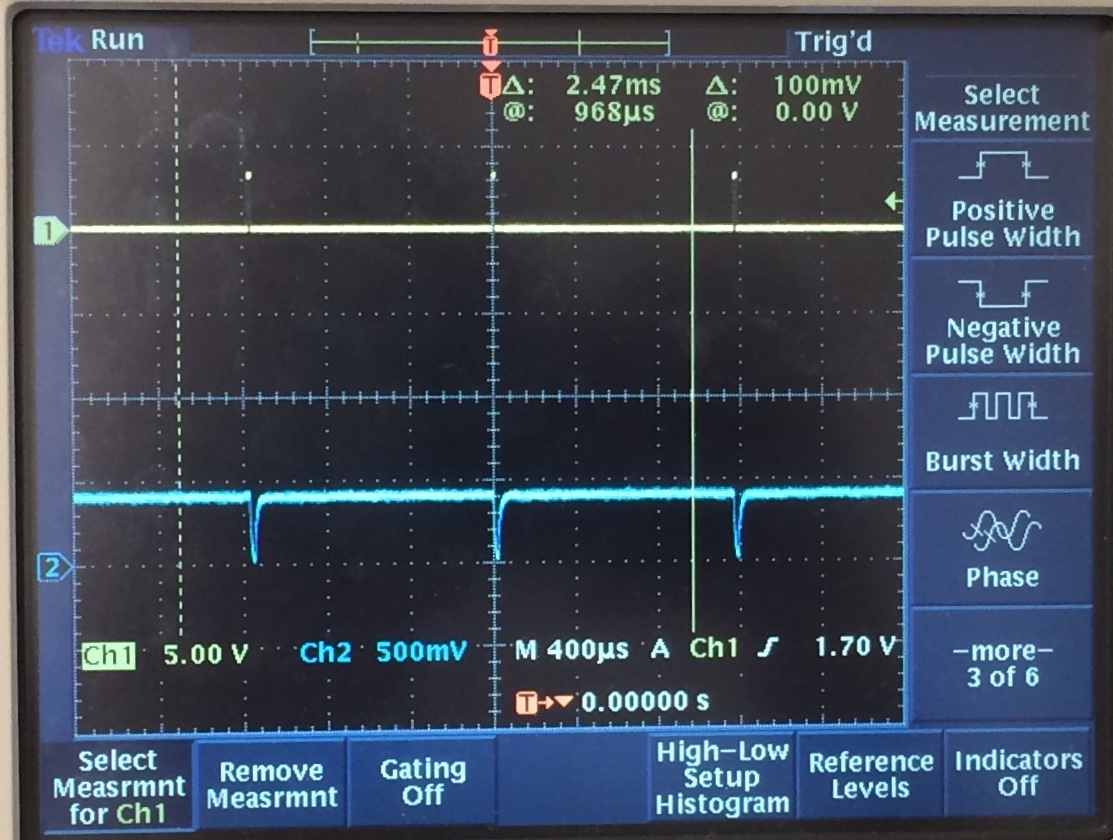 Tek Run
Trig'd
T
T
Δ: 2.47ms Δ: 100mV
@: 968µs @: 0.00 V
Select
Measurement
Positive
Pulse Width
1
Negative
Pulse Width
Burst Width
2
Phase
Ch1 5.00 V Ch2 500mV M 400µs A Ch1 1.70 V
T→▼ 0.00000 s
-more-
3 of 6
Select
Measrmnt
for Ch1
Remove
Measrmnt
Gating
Off
High-Low
Setup
Histogram
Reference
Levels
Indicators
Off